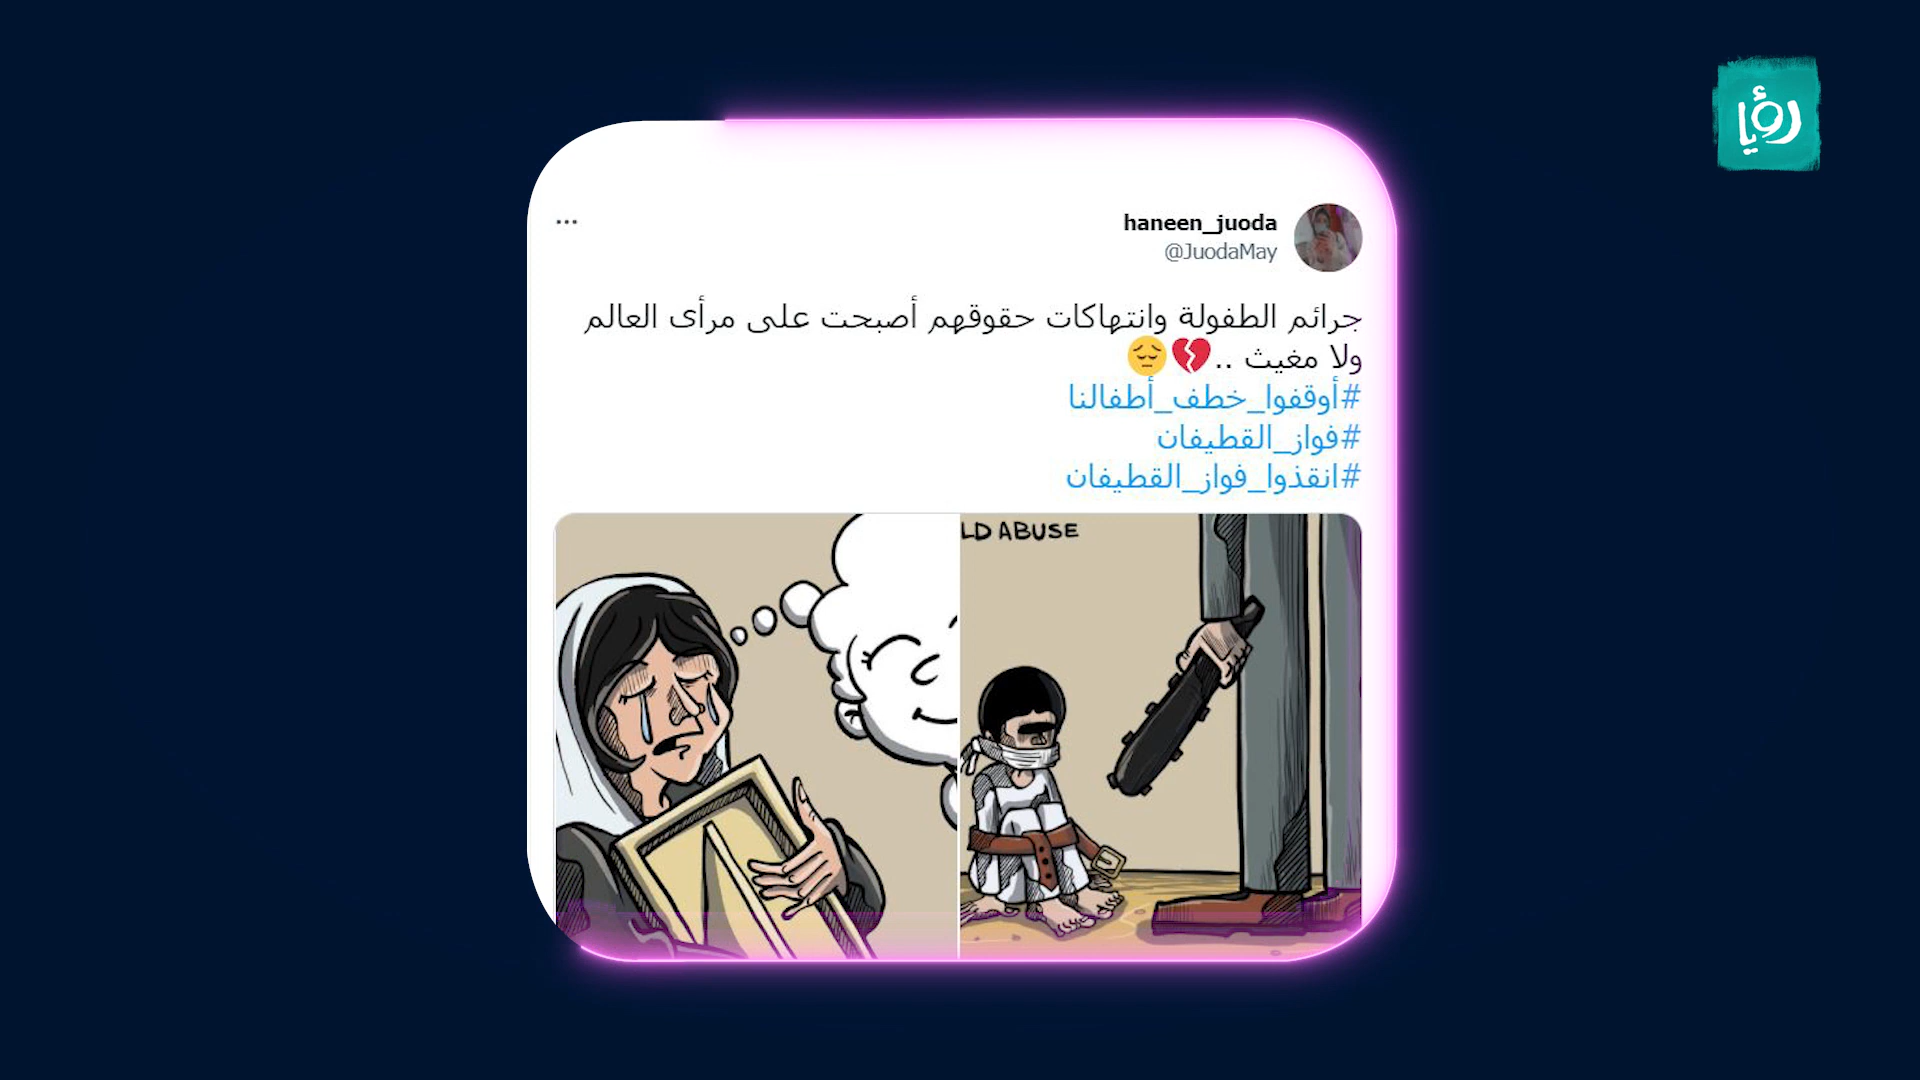 رؤيا
haneen_juoda
@JuodaMay
...
جرائم الطفولة وانتهاكات حقوقهم أصبحت على مرأى العالم
ولا مغيث ..💔😔
#أوقفوا_خطف_أطفالنا
#فواز_القطيفان
#انقذوا_فواز_القطيفان
LD ABUSE